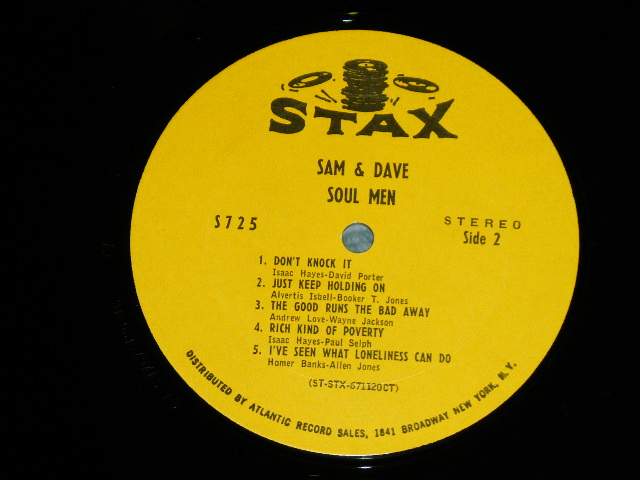 STAX
SAM & DAVE
SOUL MEN
S725
STEREO
Side 2
1. DON'T KNOCK IT
Isaac Hayes-David Porter
2. JUST KEEP HOLDING ON
Alvertis Isbell-Booker T. Jones
3. THE GOOD RUNS THE BAD AWAY
Andrew Love-Wayne Jackson
4. RICH KIND OF POVERTY
Isaac Hayes-Paul Selph
5. I'VE SEEN WHAT LONELINESS CAN DO
Homer Banks-Allen Jones
(ST-STX-671120CT)
DISTRIBUTED BY ATLANTIC RECORD SALES, 1841 BROADWAY NEW YORK, N. Y.